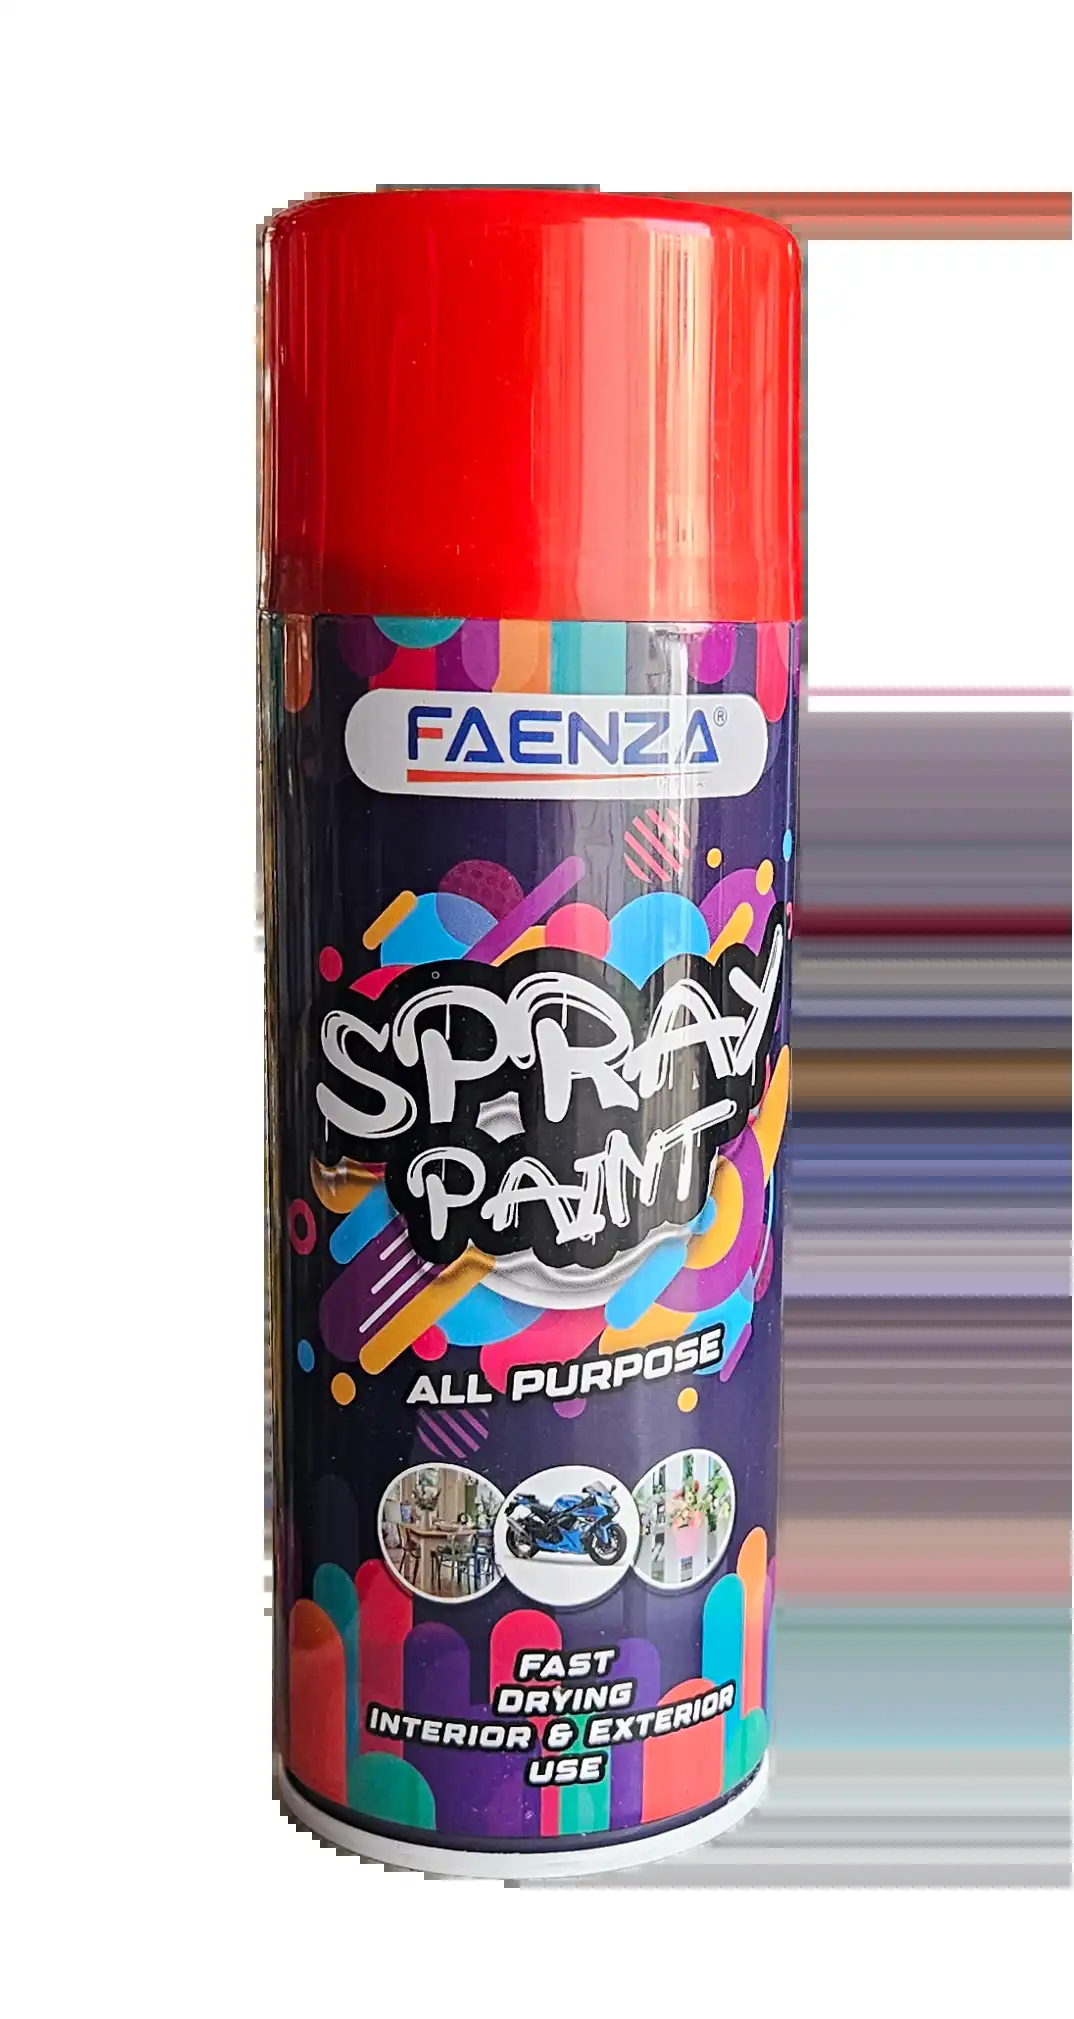 FAENZA®
SPRAY
PAINT
ALL PURPOSE
FAST
DRYING
INTERIOR & EXTERIOR
USE